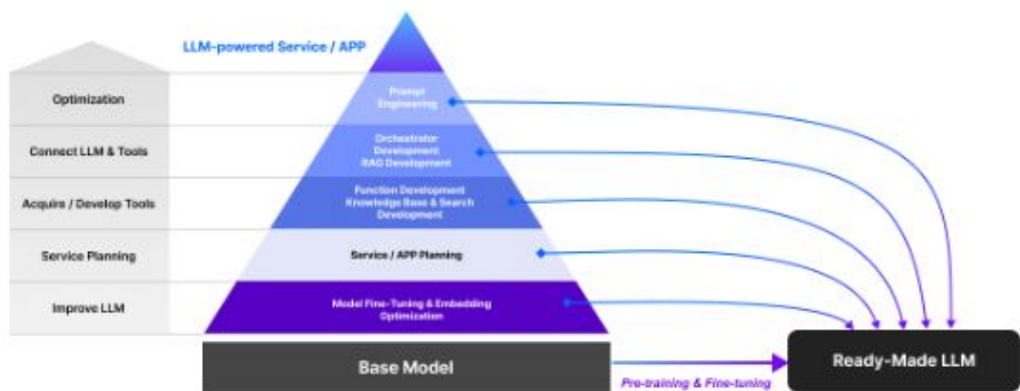 LLM-powered Service / APP
Optimization
Prompt
Engineering
Connect LLM & Tools
Orchestrator
Development
RAG Development
Acquire / Develop Tools
Function Development
Knowledge Base & Search
Development
Service Planning
Service / APP Planning
Improve LLM
Model Fine-Tuning & Embedding
Optimization
Base Model
Pre-training & Fine-tuning
Ready-Made LLM